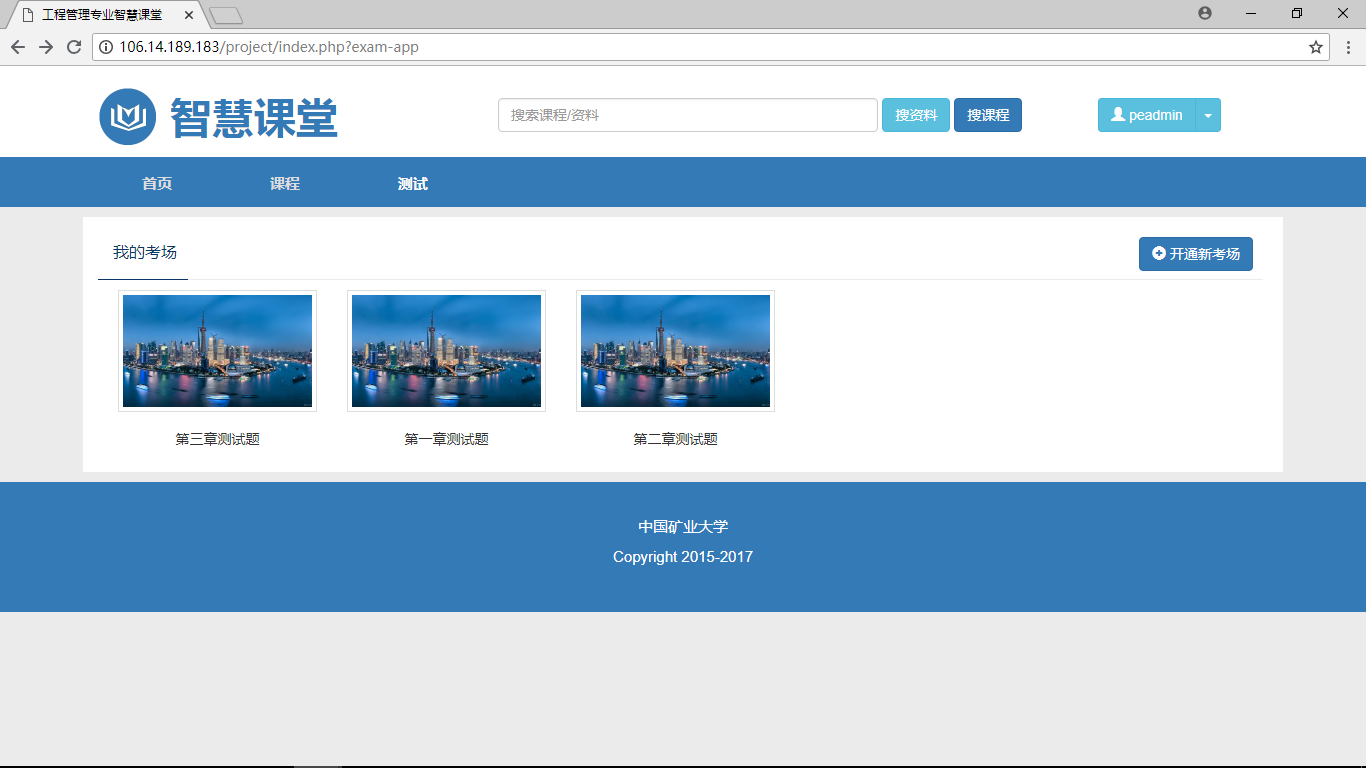 工程管理专业智慧课堂
106.14.189.183/project/index.php?exam-app
智慧课堂
搜索课程/资料
搜资料
搜课程
peadmin
首页
课程
测试
我的考场
开通新考场
第三章测试题
第一章测试题
第二章测试题
中国矿业大学
Copyright 2015-2017